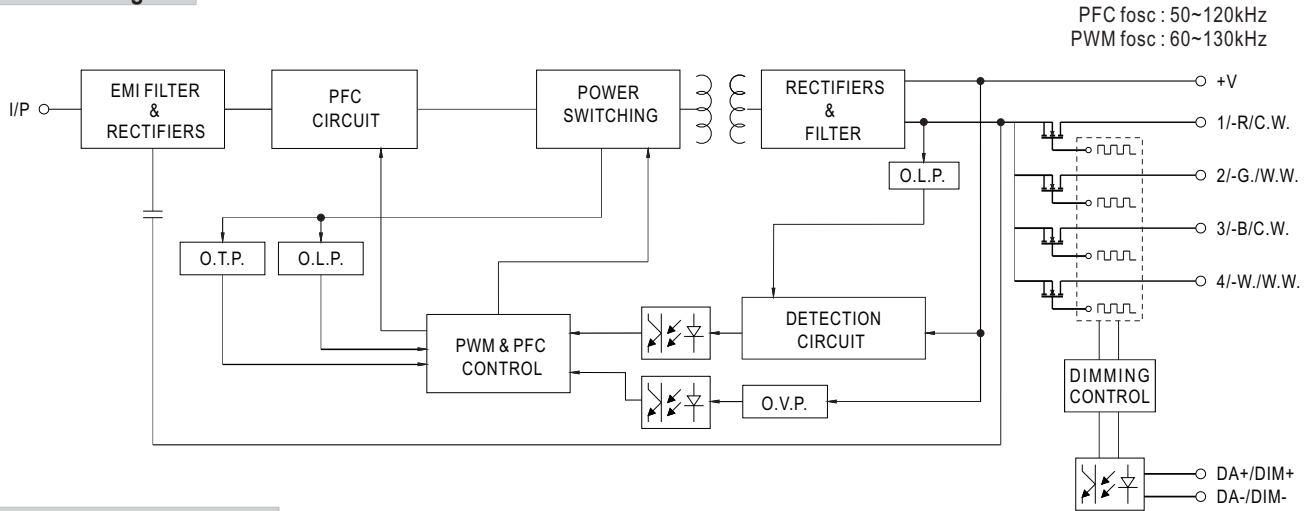 PFC fosc : 50~120kHz
PWM fosc : 60~130kHz
I/P
EMI FILTER
&
RECTIFIERS
PFC
CIRCUIT
POWER
SWITCHING
RECTIFIERS
&
FILTER
+V
1/-R/C.W.
2/-G./W.W.
3/-B/C.W.
4/-W./W.W.
O.L.P.
O.T.P.
O.L.P.
PWM & PFC
CONTROL
DETECTION
CIRCUIT
O.V.P.
DIMMING
CONTROL
DA+/DIM+
DA-/DIM-